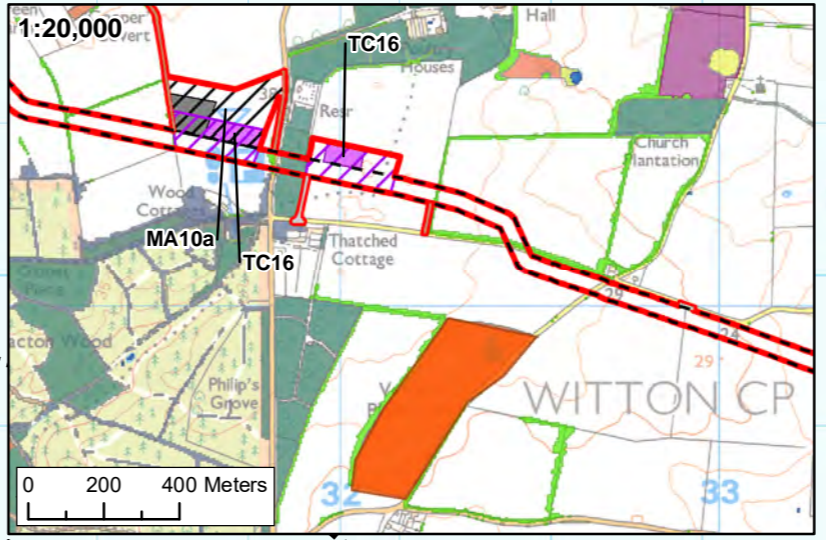 1:20,000
Hall
TC16
Houses
38
Resr
Church
Plantation
Wood
MA10a
TC16
Thatched
Cottage
29
24
29
Philip's
Grove
WITTON CP
0 200 400 Meters
32
33